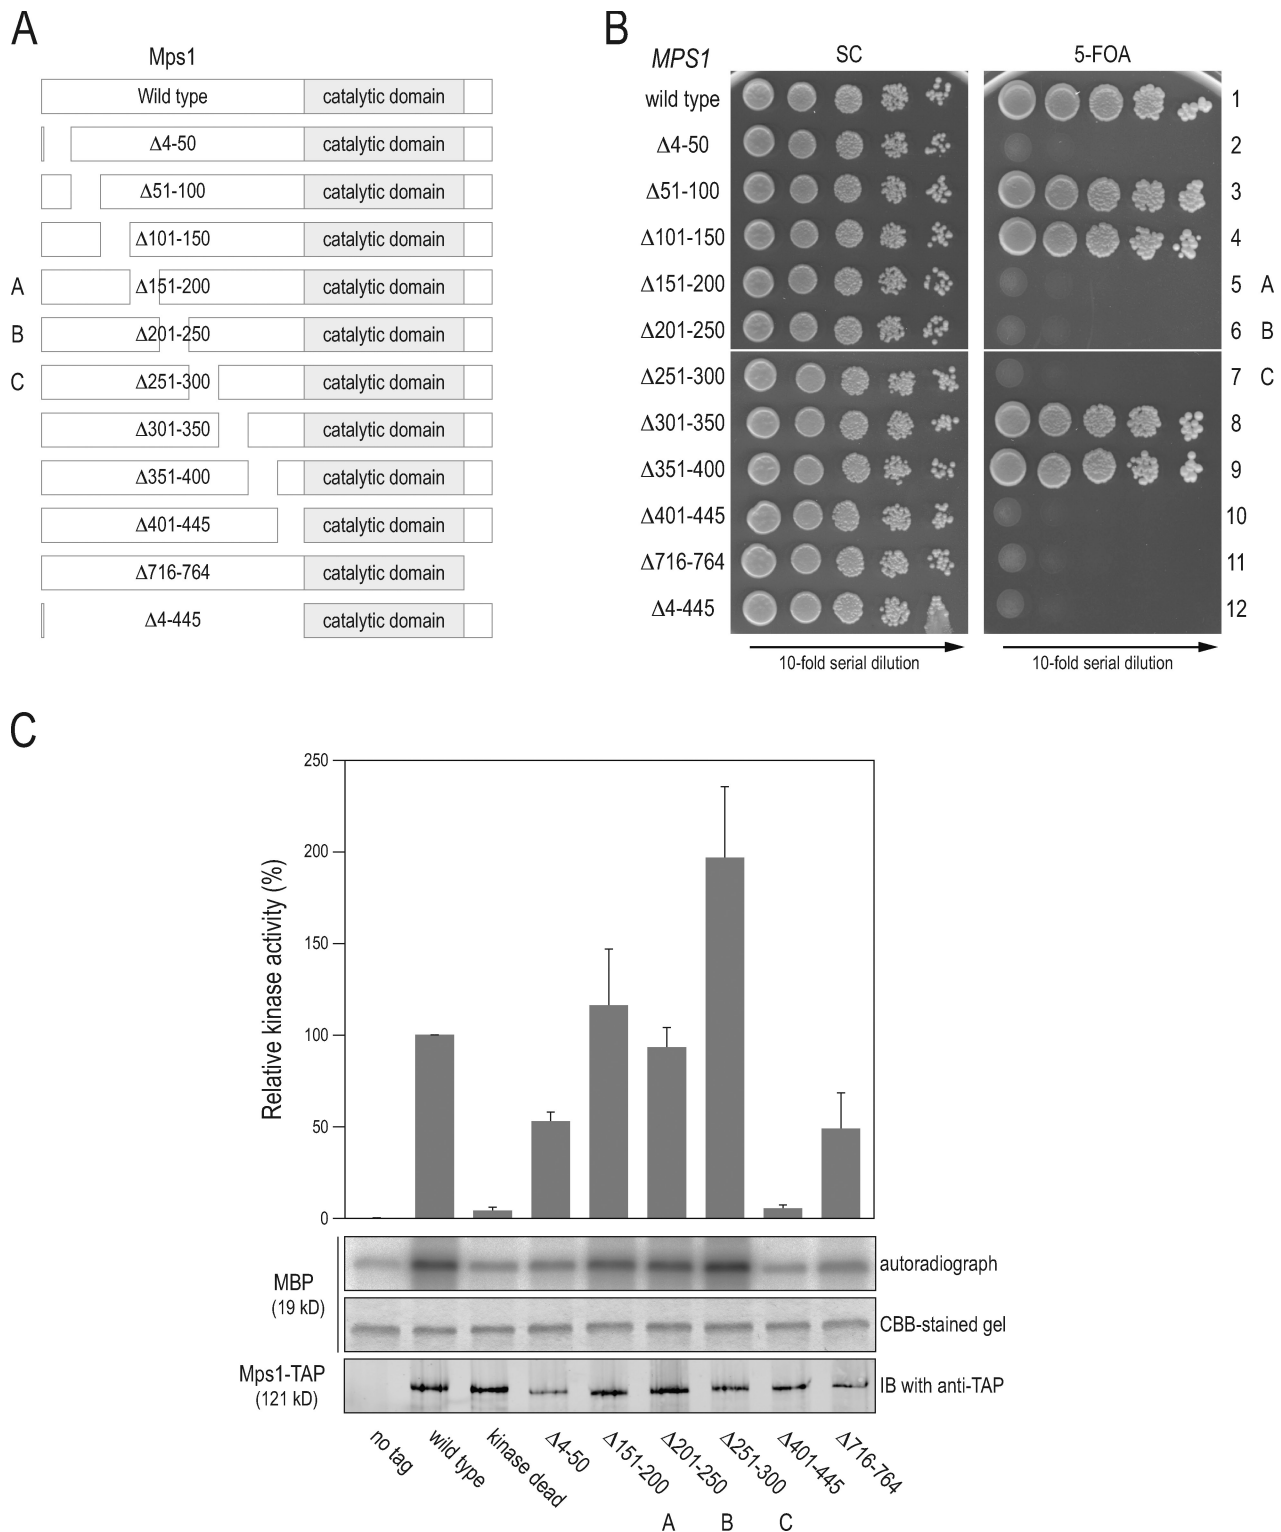 A
Mps1
Wild type catalytic domain
Δ4-50 catalytic domain
Δ51-100 catalytic domain
Δ101-150 catalytic domain
A Δ151-200 catalytic domain
B Δ201-250 catalytic domain
C Δ251-300 catalytic domain
Δ301-350 catalytic domain
Δ351-400 catalytic domain
Δ401-445 catalytic domain
Δ716-764 catalytic domain
Δ4-445 catalytic domain
B
MPS1 SC 5-FOA
wild type 1
Δ4-50 2
Δ51-100 3
Δ101-150 4
Δ151-200 5 A
Δ201-250 6 B
Δ251-300 7 C
Δ301-350 8
Δ351-400 9
Δ401-445 10
Δ716-764 11
Δ4-445 12
10-fold serial dilution 10-fold serial dilution
C
Relative kinase activity (%)
250
200
150
100
50
0
MBP
(19 kD)
autoradiograph
CBB-stained gel
Mps1-TAP
(121 kD)
IB with anti-TAP
no tag
wild type
kinase dead
Δ4-50
Δ151-200
Δ201-250
Δ251-300
Δ401-445
Δ716-764
A B C